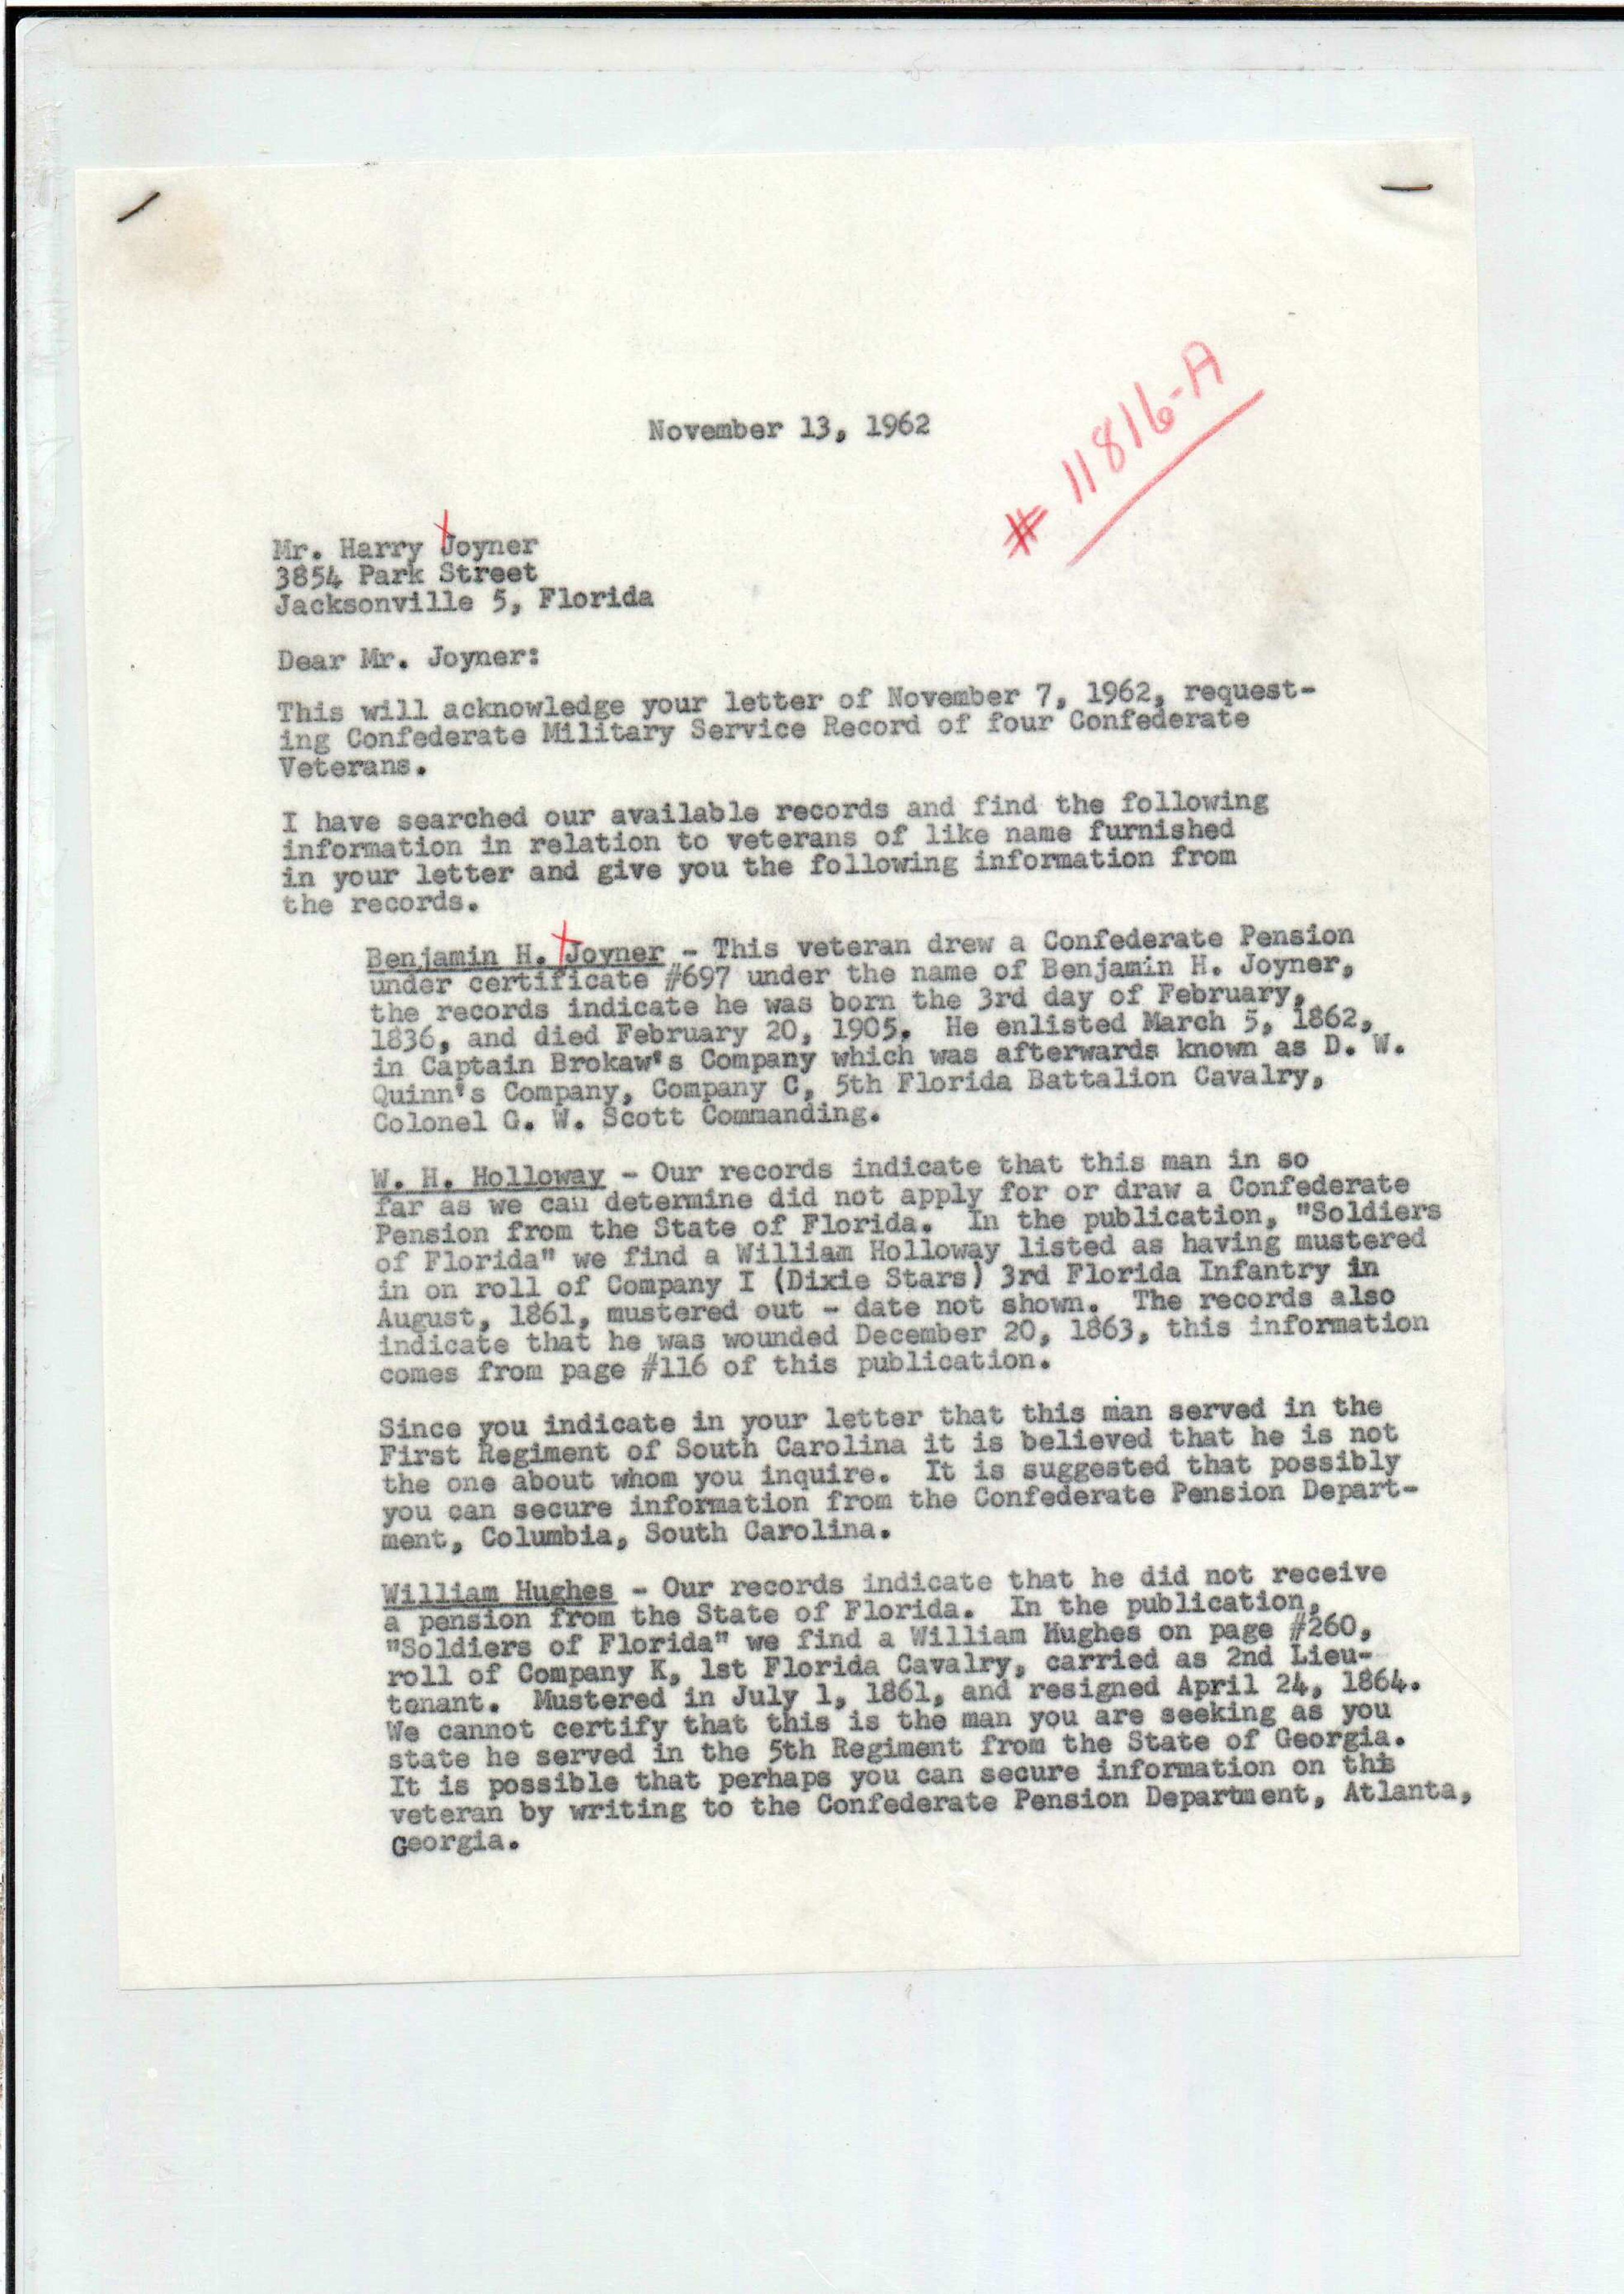 # 11816-A
November 13, 1962
Mr. Harry Joyner
3854 Park Street
Jacksonville 5, Florida
Dear Mr. Joyner:
This will acknowledge your letter of November 7, 1962, request-
ing Confederate Military Service Record of four Confederate
Veterans.
I have searched our available records and find the following
information in relation to veterans of like name furnished
in your letter and give you the following information from
the records.
Benjamin H. Joyner - This veteran drew a Confederate Pension
under certificate #697 under the name of Benjamin H. Joyner,
the records indicate he was born the 3rd day of February,
1836, and died February 20, 1905. He enlisted March 5, 1862,
in Captain Brokaw's Company which was afterwards known as D. W.
Quinn's Company, Company C, 5th Florida Battalion Cavalry,
Colonel G. W. Scott Commanding.
W. H. Holloway - Our records indicate that this man in so
far as we can determine did not apply for or draw a Confederate
Pension from the State of Florida. In the publication, "Soldiers
of Florida" we find a William Holloway listed as having mustered
in on roll of Company I (Dixie Stars) 3rd Florida Infantry in
August, 1861, mustered out - date not shown. The records also
indicate that he was wounded December 20, 1863, this information
comes from page #116 of this publication.
Since you indicate in your letter that this man served in the
First Regiment of South Carolina it is believed that he is not
the one about whom you inquire. It is suggested that possibly
you can secure information from the Confederate Pension Depart-
ment, Columbia, South Carolina.
William Hughes - Our records indicate that he did not receive
a pension from the State of Florida. In the publication,
"Soldiers of Florida" we find a William Hughes on page #260,
roll of Company K, 1st Florida Cavalry, carried as 2nd Lieu-
tenant. Mustered in July 1, 1861, and resigned April 24, 1864.
We cannot certify that this is the man you are seeking as you
state he served in the 5th Regiment from the State of Georgia.
It is possible that perhaps you can secure information on this
veteran by writing to the Confederate Pension Department, Atlanta,
Georgia.